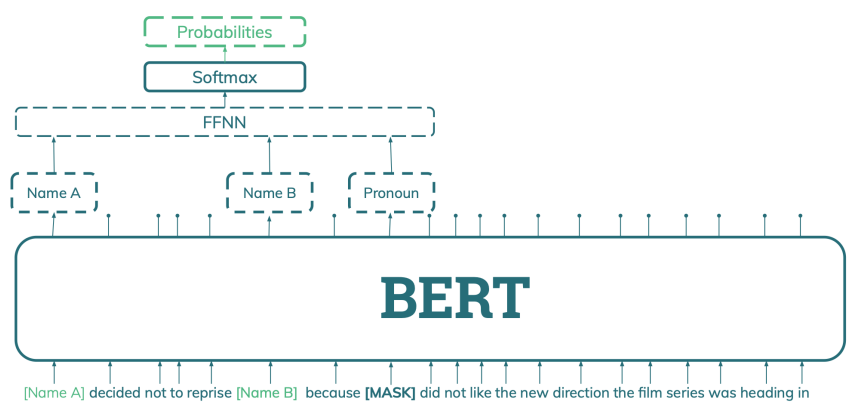 Probabilities
Softmax
FFNN
Name A
Name B
Pronoun
BERT
[Name A] decided not to reprise [Name B] because [MASK] did not like the new direction the film series was heading in